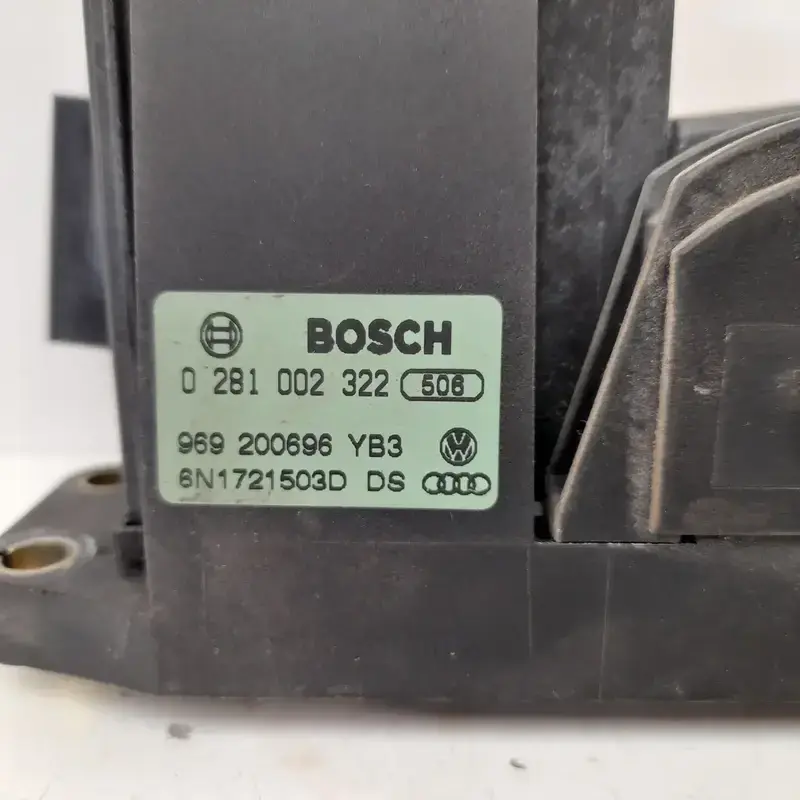 BOSCH
0 281 002 322 506
969 200696 YB3
6N1721503D DS